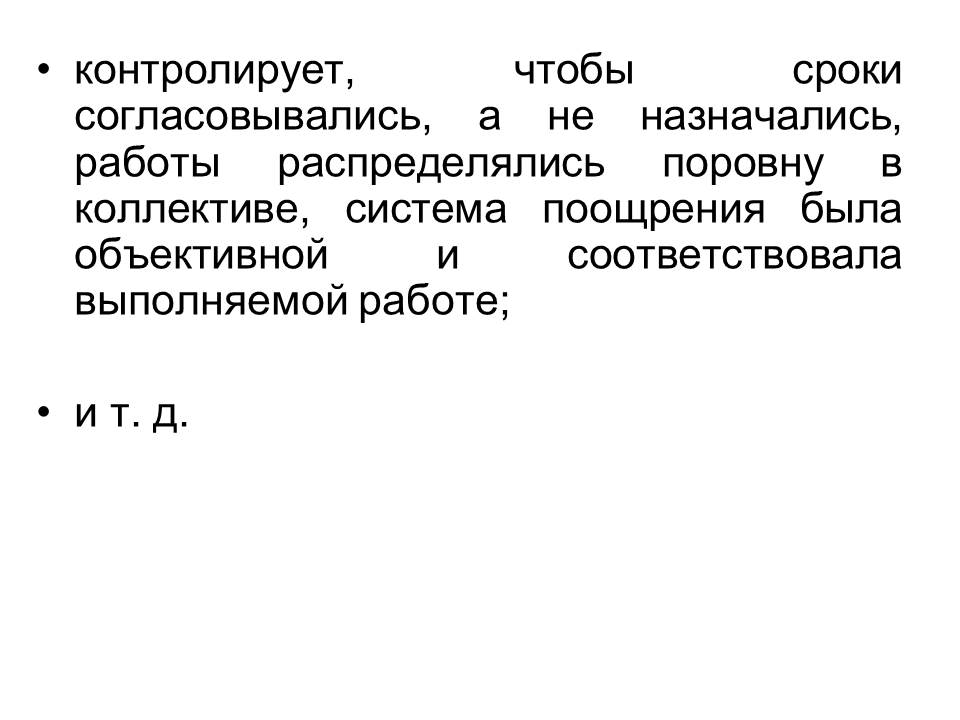 • контролирует, чтобы сроки
согласовывались, а не назначались,
работы распределялись поровну в
коллективе, система поощрения была
объективной и соответствовала
выполняемой работе;
• и т. д.